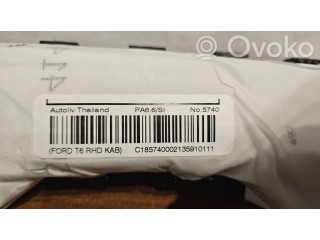 Ovoko
Autoliv Thailand PA6.6/Si No.5740
(FORD T6 RHD KAB) C185740002135910111